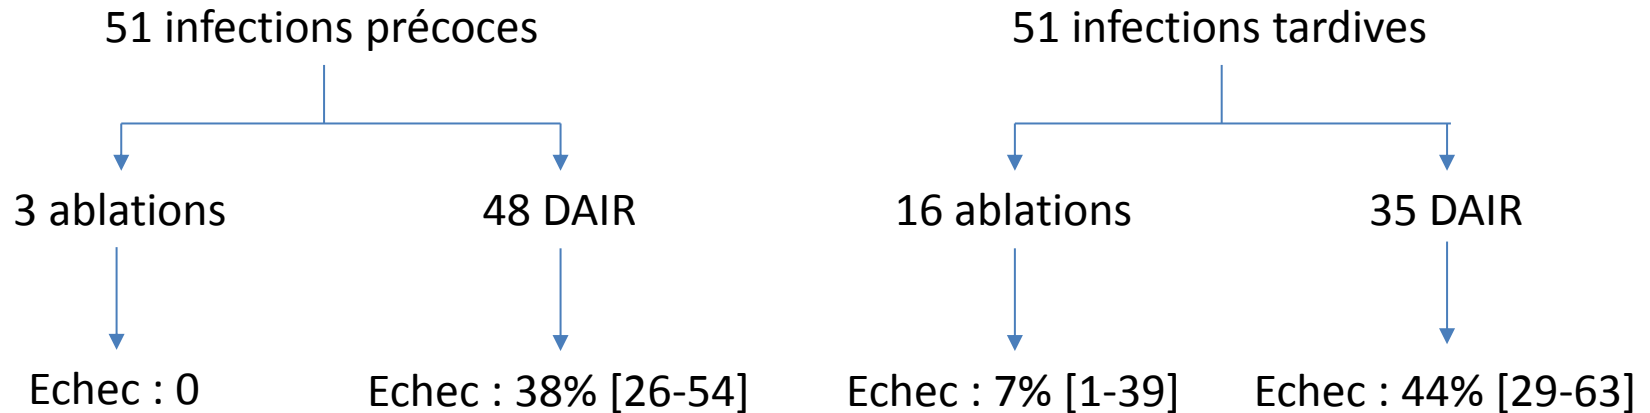 51 infections précoces
51 infections tardives
3 ablations
48 DAIR
16 ablations
35 DAIR
Echec : 0
Echec : 38% [26-54]
Echec : 7% [1-39]
Echec : 44% [29-63]